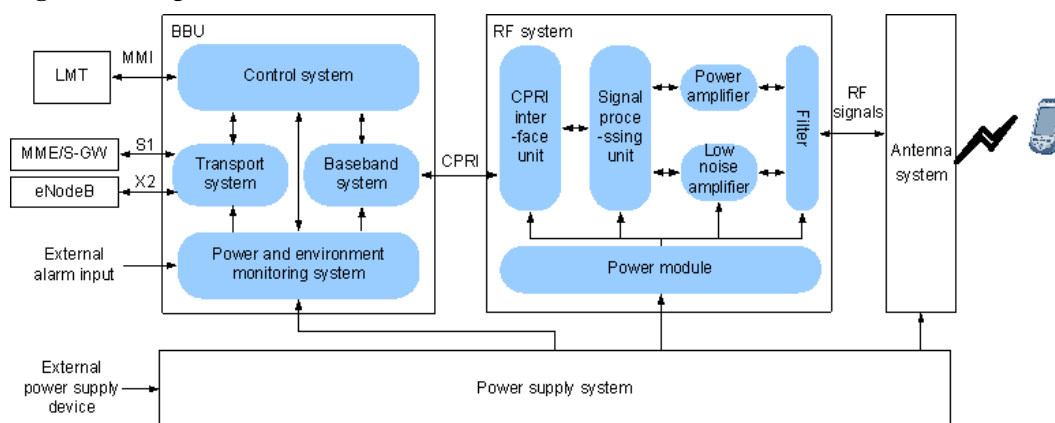 BBU
RF system
LMT
MMI
Control system
CPRI
inter
-face
unit
Signal
proce
-ssing
unit
Power
amplifier
Filter
RF
signals
MME/S-GW
S1
eNodeB
X2
Transport
system
Baseband
system
CPRI
Low
noise
amplifier
Antenna
system
External
alarm input
Power and environment
monitoring system
Power module
External
power supply
device
Power supply system